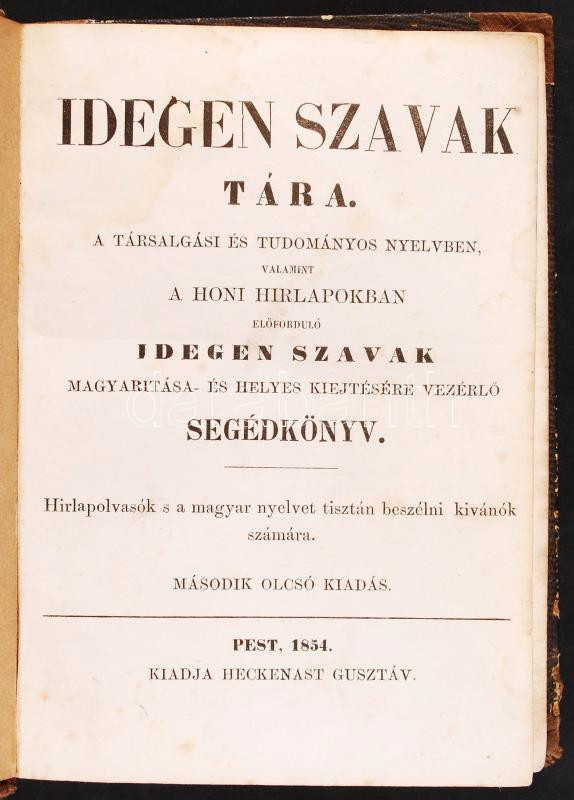 IDEGEN SZAVAK
TÁRA.
A TÁRSALGÁSI ÉS TUDOMÁNYOS NYELVBEN,
VALAMINT
A HONI HIRLAPOKBAN
ELŐFORDULÓ
IDEGEN SZAVAK
MAGYARITÁSA- ÉS HELYES KIEJTÉSÉRE VEZÉRLŐ
darabanth
SEGÉDKÖNYV.
Hirlapolvasók s a magyar nyelvet tisztán beszélni kivánók
számára.
MÁSODIK OLCSÓ KIADÁS.
PEST, 1854.
KIADJA HECKENAST GUSZTÁV.